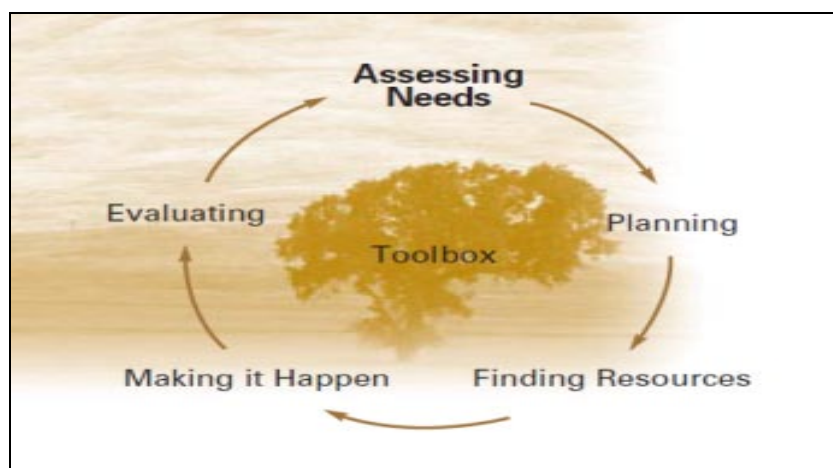 Assessing
Needs
Planning
Finding Resources
Making it Happen
Evaluating
Toolbox